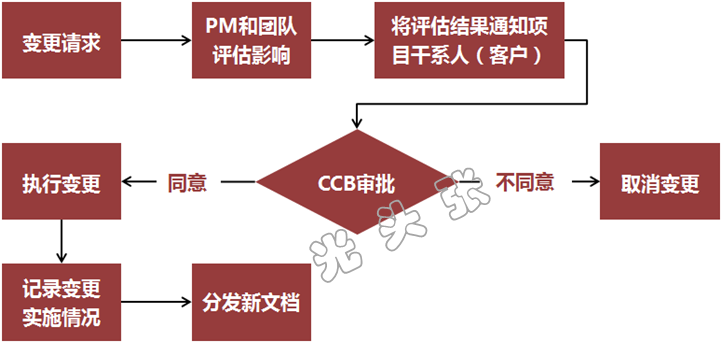 变更请求
PM和团队
评估影响
将评估结果通知项
目干系人（客户）
执行变更
同意
CCB审批
不同意
取消变更
光头张
记录变更
实施情况
分发新文档